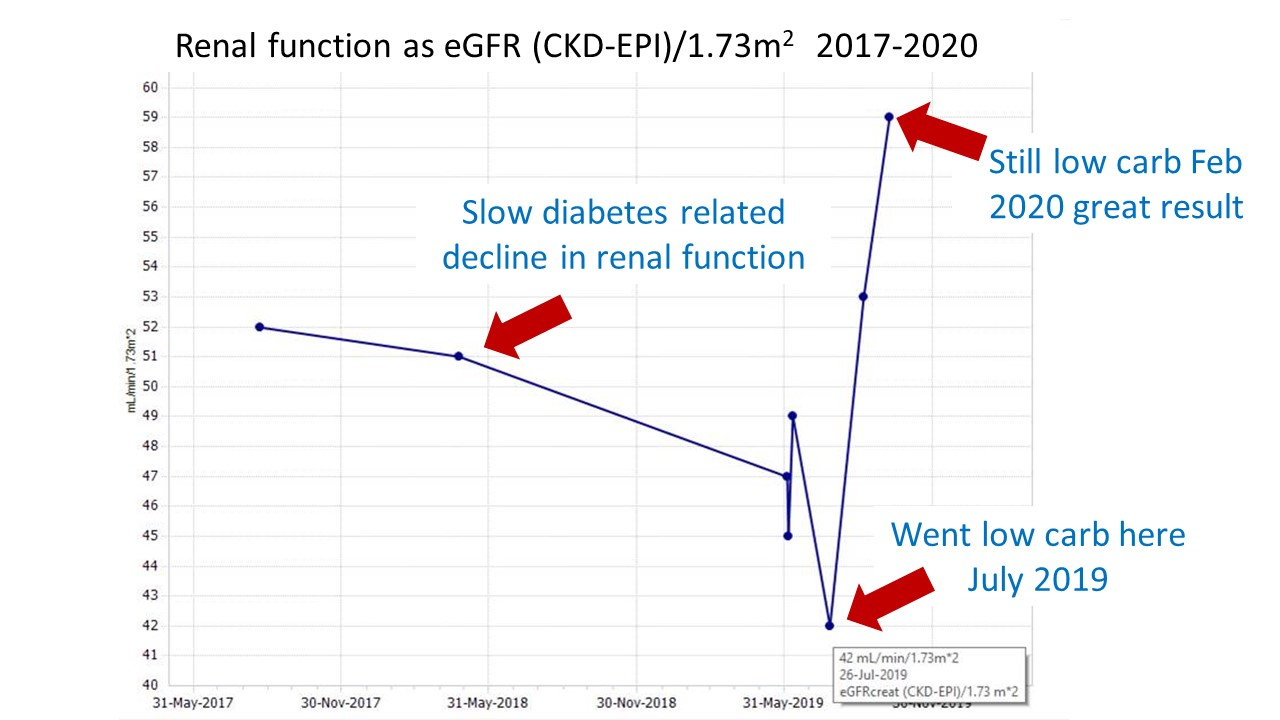 Renal function as eGFR (CKD-EPI)/1.73m² 2017-2020
60
59
58
57
56
55
54
53
52
51
50
49
48
47
46
45
44
43
42
41
40
mL/min/1.73m^2
Still low carb Feb
2020 great result
Slow diabetes related
decline in renal function
Went low carb here
July 2019
42 mL/min/1.73m^2
26-Jul-2019
eGFRcreat (CKD-EPI)/1.73 m^2
31-May-2017
30-Nov-2017
31-May-2018
30-Nov-2018
31-May-2019
30-Nov-2019